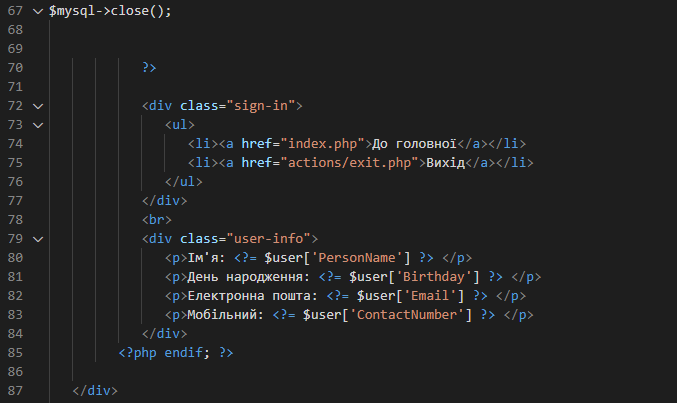 67 $mysql->close();
68
69
70 ?>
71
72 <div class="sign-in">
73 <ul>
74 <li><a href="index.php">До головної</a></li>
75 <li><a href="actions/exit.php">Вихід</a></li>
76 </ul>
77 </div>
78 <br>
79 <div class="user-info">
80 <p>Ім'я: <?= $user['PersonName'] ?> </p>
81 <p>День народження: <?= $user['Birthday'] ?> </p>
82 <p>Електронна пошта: <?= $user['Email'] ?> </p>
83 <p>Мобільний: <?= $user['ContactNumber'] ?> </p>
84 </div>
85 <?php endif; ?>
86
87 </div>